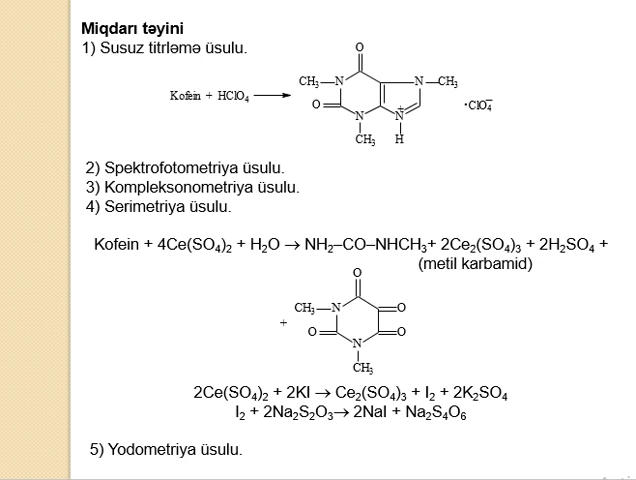 Miqdarı təyini
1) Susuz titrləmə üsulu.
Kofein + HClO₄ ⟶
O
CH₃—N N—CH₃
O N N⁺ ·ClO₄⁻
CH₃ H
2) Spektrofotometriya üsulu.
3) Kompleksonometriya üsulu.
4) Serimetriya üsulu.
Kofein + 4Ce(SO₄)₂ + H₂O → NH₂–CO–NHCH₃+ 2Ce₂(SO₄)₃ + 2H₂SO₄ +
(metil karbamid)
O
CH₃—N O
+ O O
N
CH₃
2Ce(SO₄)₂ + 2KI → Ce₂(SO₄)₃ + I₂ + 2K₂SO₄
I₂ + 2Na₂S₂O₃→ 2NaI + Na₂S₄O₆
5) Yodometriya üsulu.